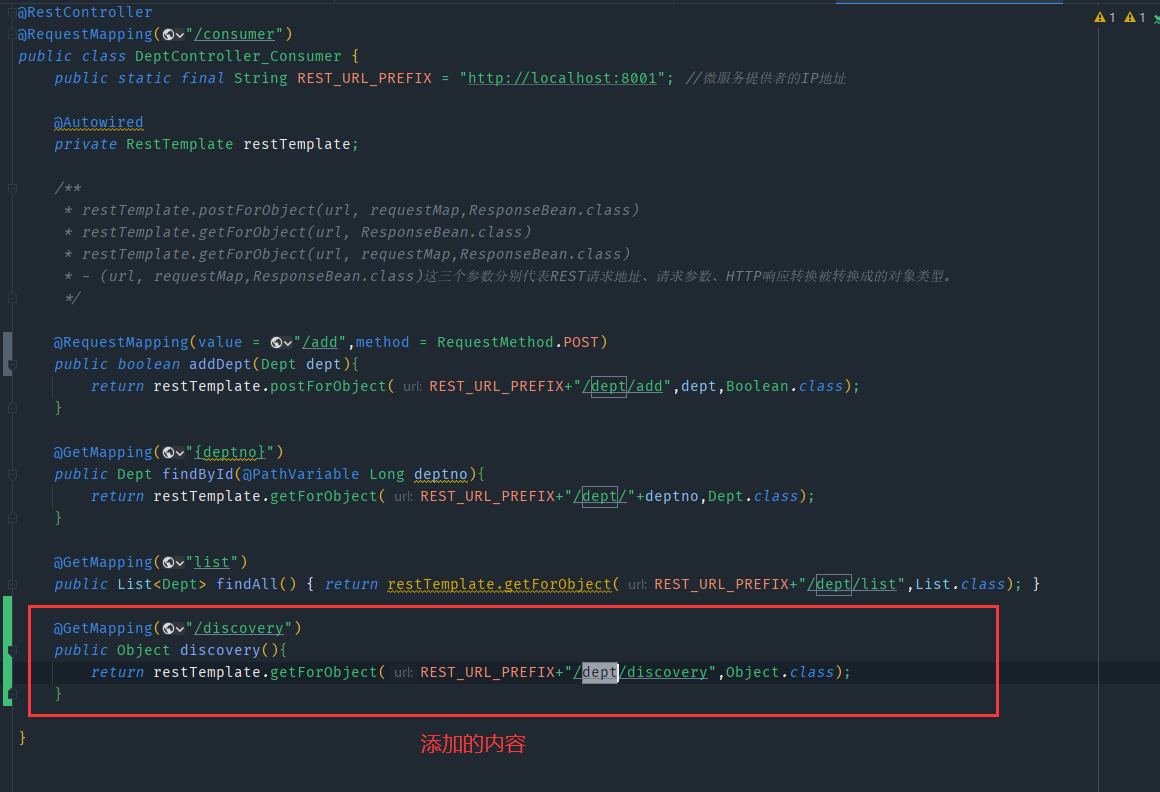 @RestController
@RequestMapping("/consumer")
public class DeptController_Consumer {
    public static final String REST_URL_PREFIX = "http://localhost:8001"; //微服务提供者的IP地址
    @Autowired
    private RestTemplate restTemplate;
    /**
     * restTemplate.postForObject(url, requestMap,ResponseBean.class)
     * restTemplate.getForObject(url, ResponseBean.class)
     * restTemplate.getForObject(url, requestMap,ResponseBean.class)
     * - (url, requestMap,ResponseBean.class)这三个参数分别代表REST请求地址、请求参数、HTTP响应转换被转换成的对象类型.
     */
    @RequestMapping(value = "/add",method = RequestMethod.POST)
    public boolean addDept(Dept dept){
        return restTemplate.postForObject( url: REST_URL_PREFIX+"/dept/add",dept,Boolean.class);
    }
    @GetMapping("{deptno}")
    public Dept findById(@PathVariable Long deptno){
        return restTemplate.getForObject( url: REST_URL_PREFIX+"/dept/"+deptno,Dept.class);
    }
    @GetMapping("list")
    public List<Dept> findAll() { return restTemplate.getForObject( url: REST_URL_PREFIX+"/dept/list",List.class); }
    @GetMapping("/discovery")
    public Object discovery(){
        return restTemplate.getForObject( url: REST_URL_PREFIX+"/dept/discovery",Object.class);
    }
}
添加的内容
1 1